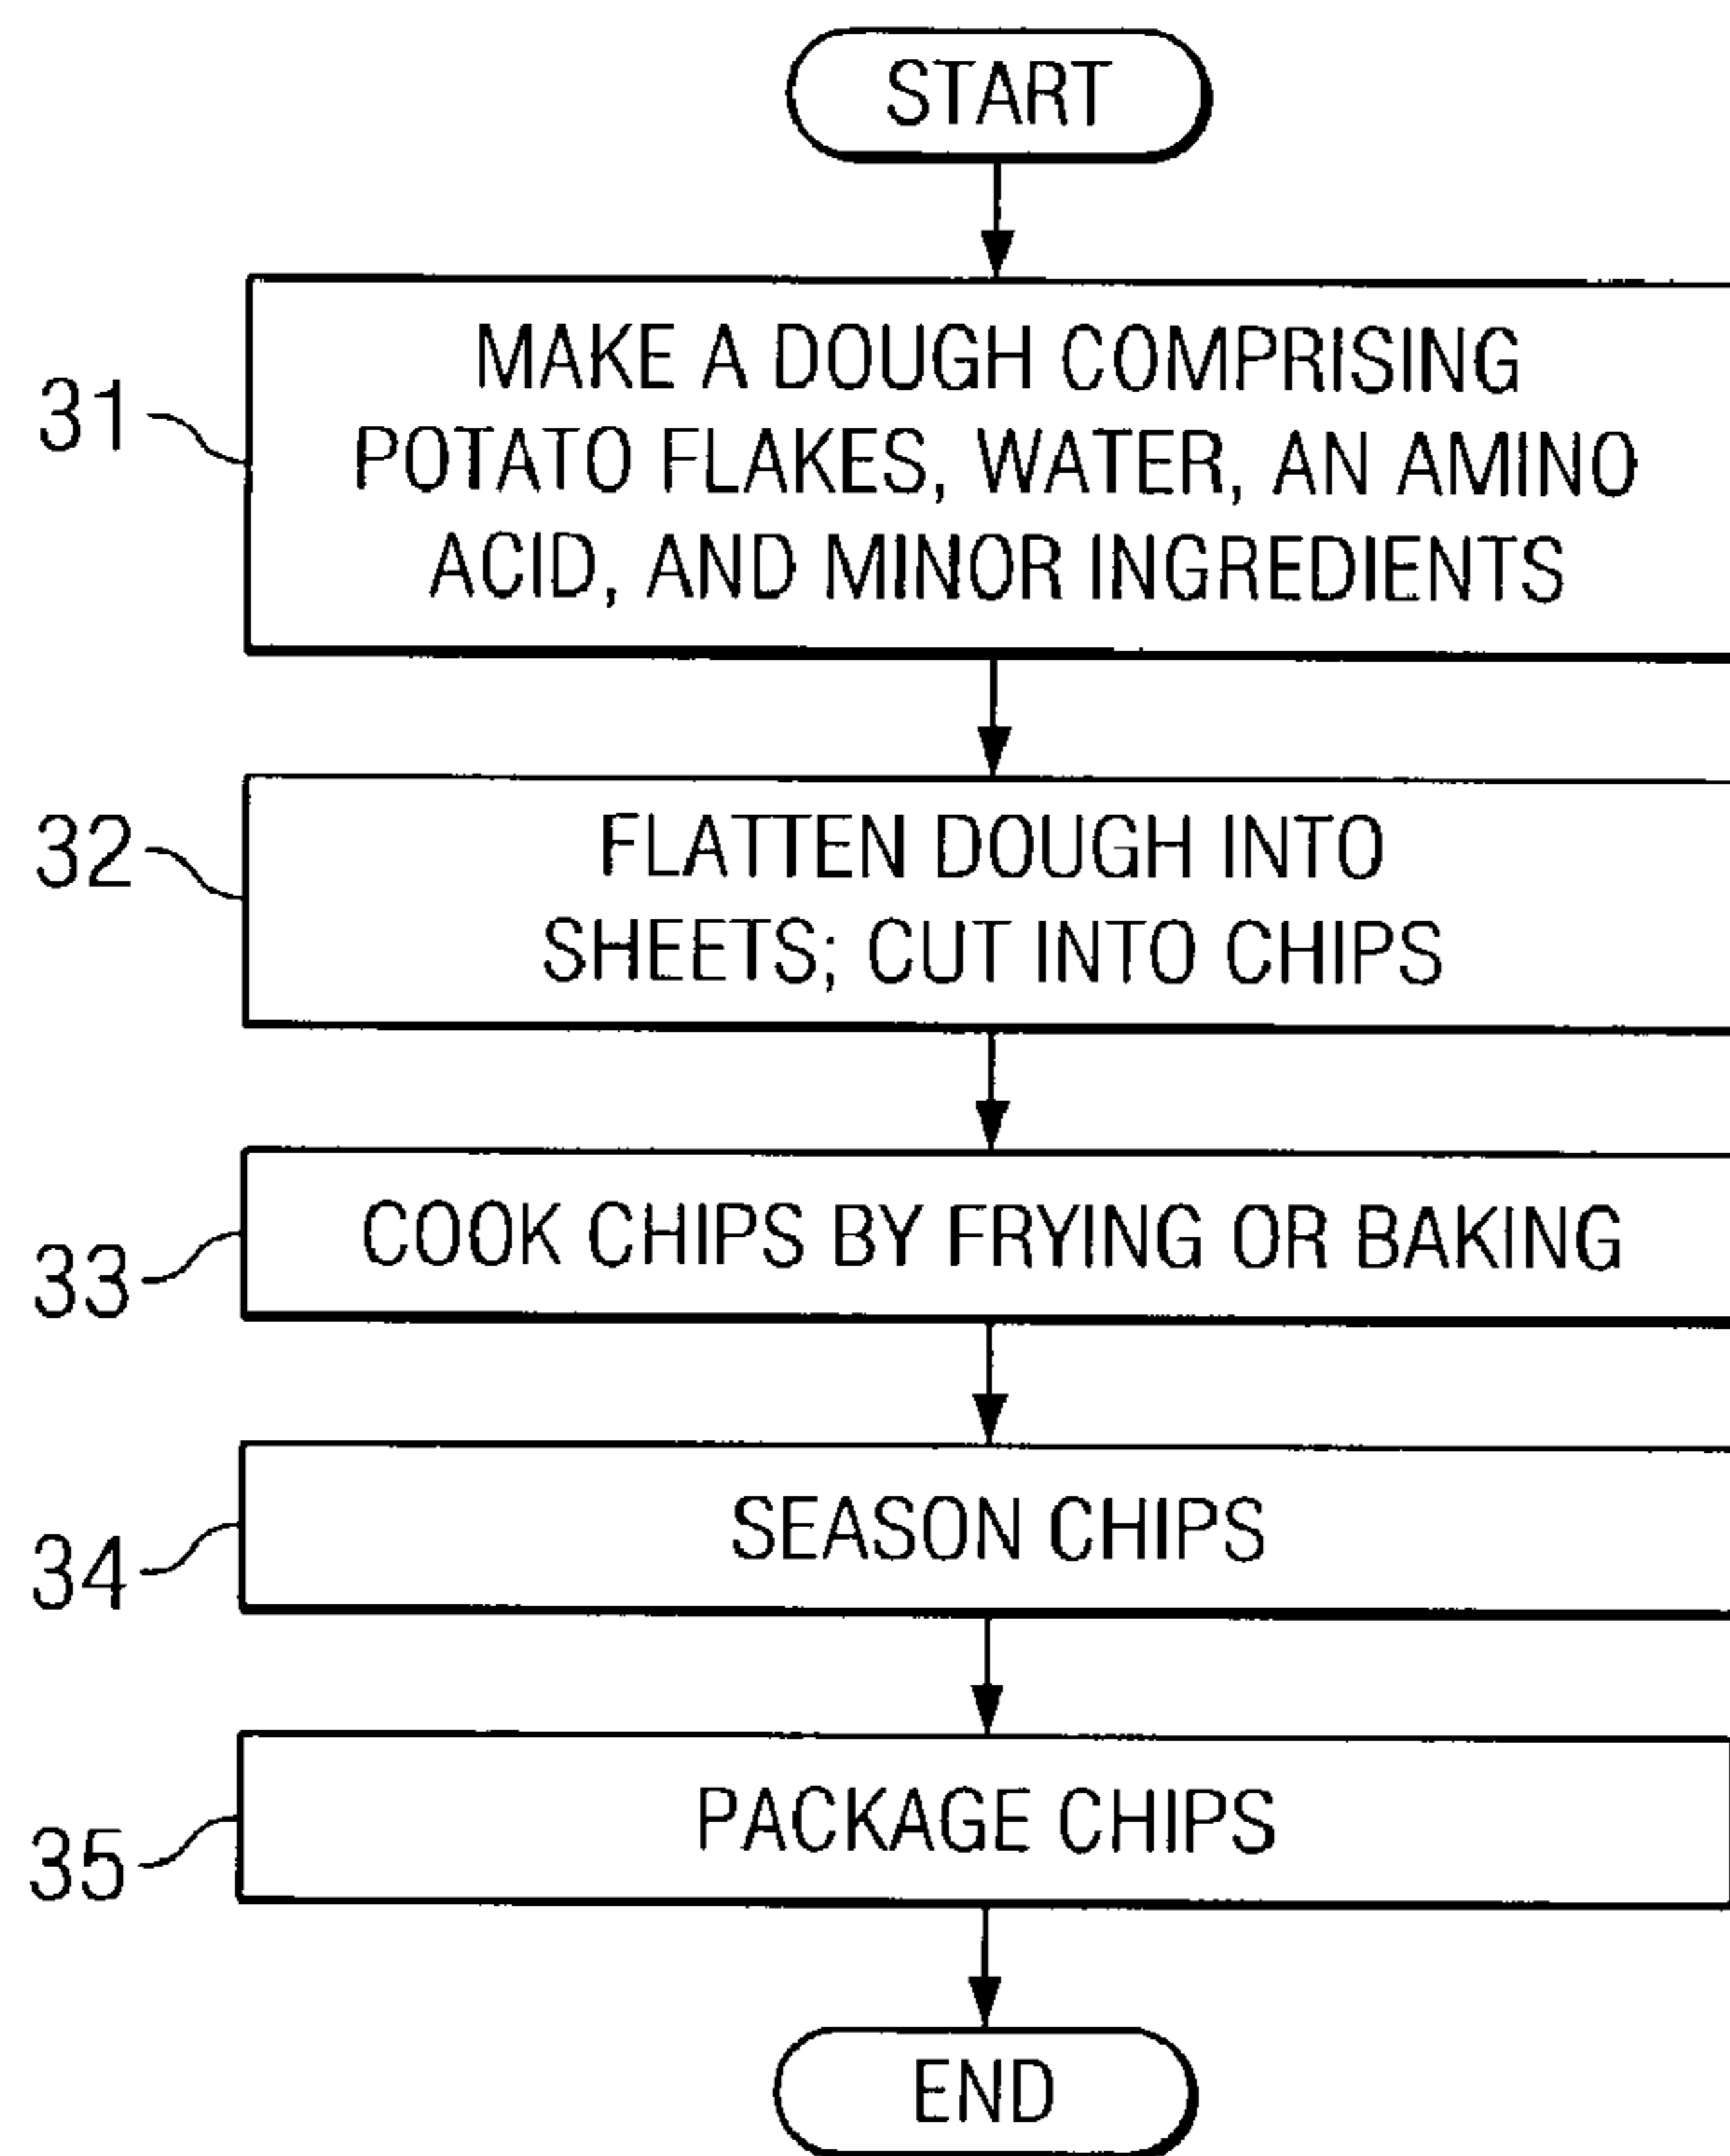 START
31
MAKE A DOUGH COMPRISING
POTATO FLAKES, WATER, AN AMINO
ACID, AND MINOR INGREDIENTS
32
FLATTEN DOUGH INTO
SHEETS; CUT INTO CHIPS
33
COOK CHIPS BY FRYING OR BAKING
34
SEASON CHIPS
35
PACKAGE CHIPS
END